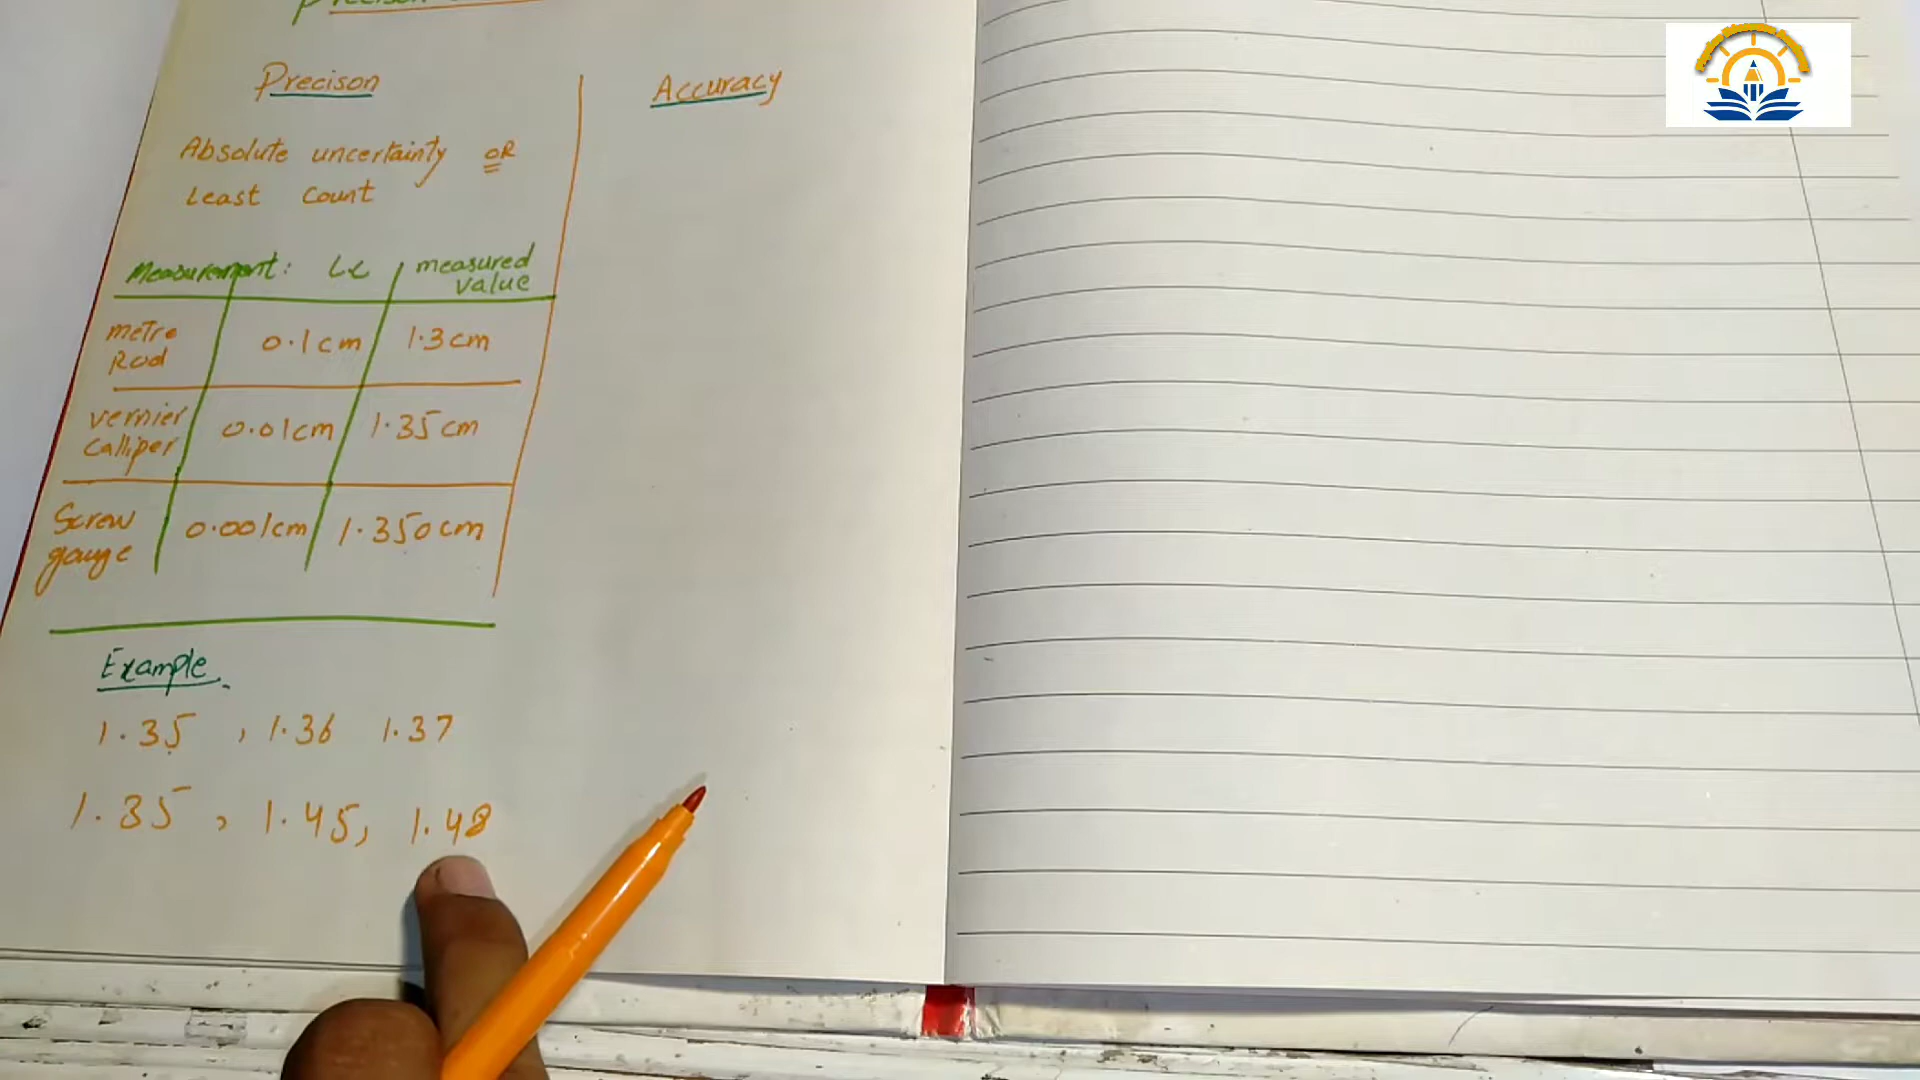 Precison
Precison
Accuracy
Absolute uncertainty OR
Least Count
Measurement: LC measured value
metre Rod 0.1cm 1.3cm
vernier calliper 0.01cm 1.35cm
Screw gauge 0.001cm 1.350cm
Example
1.35 , 1.36 1.37
1.35 , 1.45, 1.48